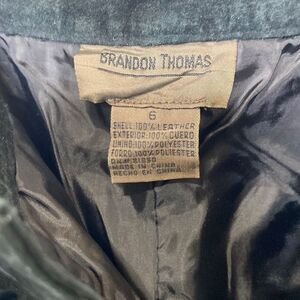 BRANDON THOMAS
6
SHELL:100% LEATHER
EXTERIOR:100% CUERO
LINING:100% POLYESTER
FORRO:100% POLIESTER
MADE IN CHINA
HECHO EN CHINA